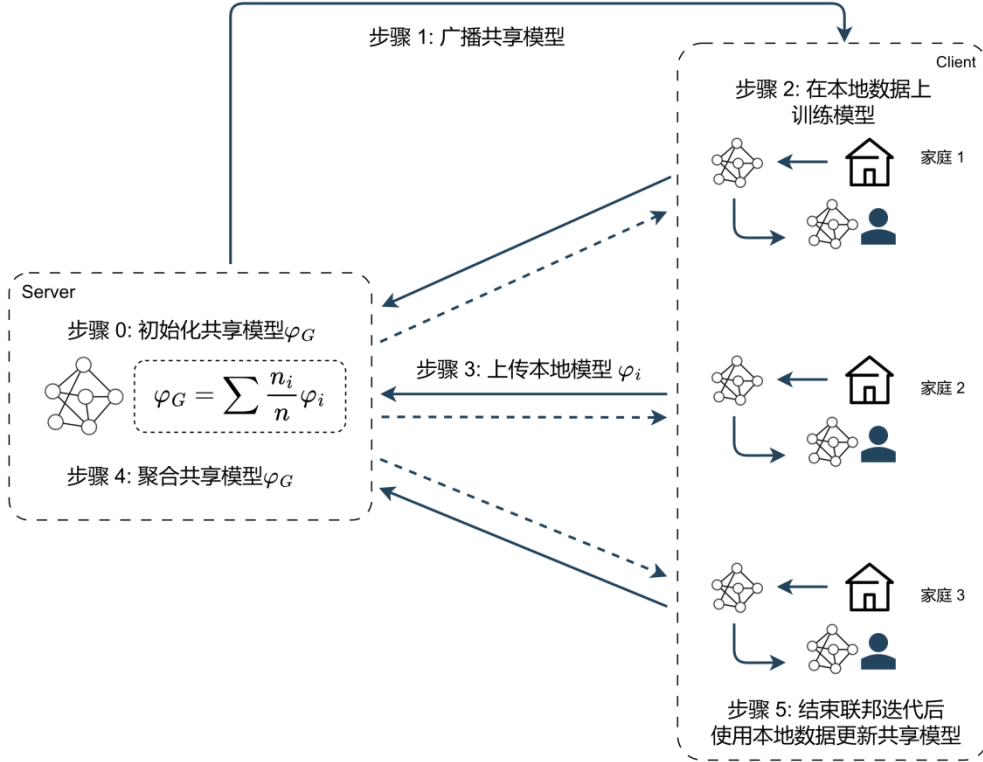 步骤 1: 广播共享模型
Client
步骤 2: 在本地数据上
训练模型
家庭 1
Server
步骤 0: 初始化共享模型φ_G
φ_G = ∑ n_i/n φ_i
步骤 4: 聚合共享模型φ_G
步骤 3: 上传本地模型 φ_i
家庭 2
家庭 3
步骤 5: 结束联邦迭代后
使用本地数据更新共享模型